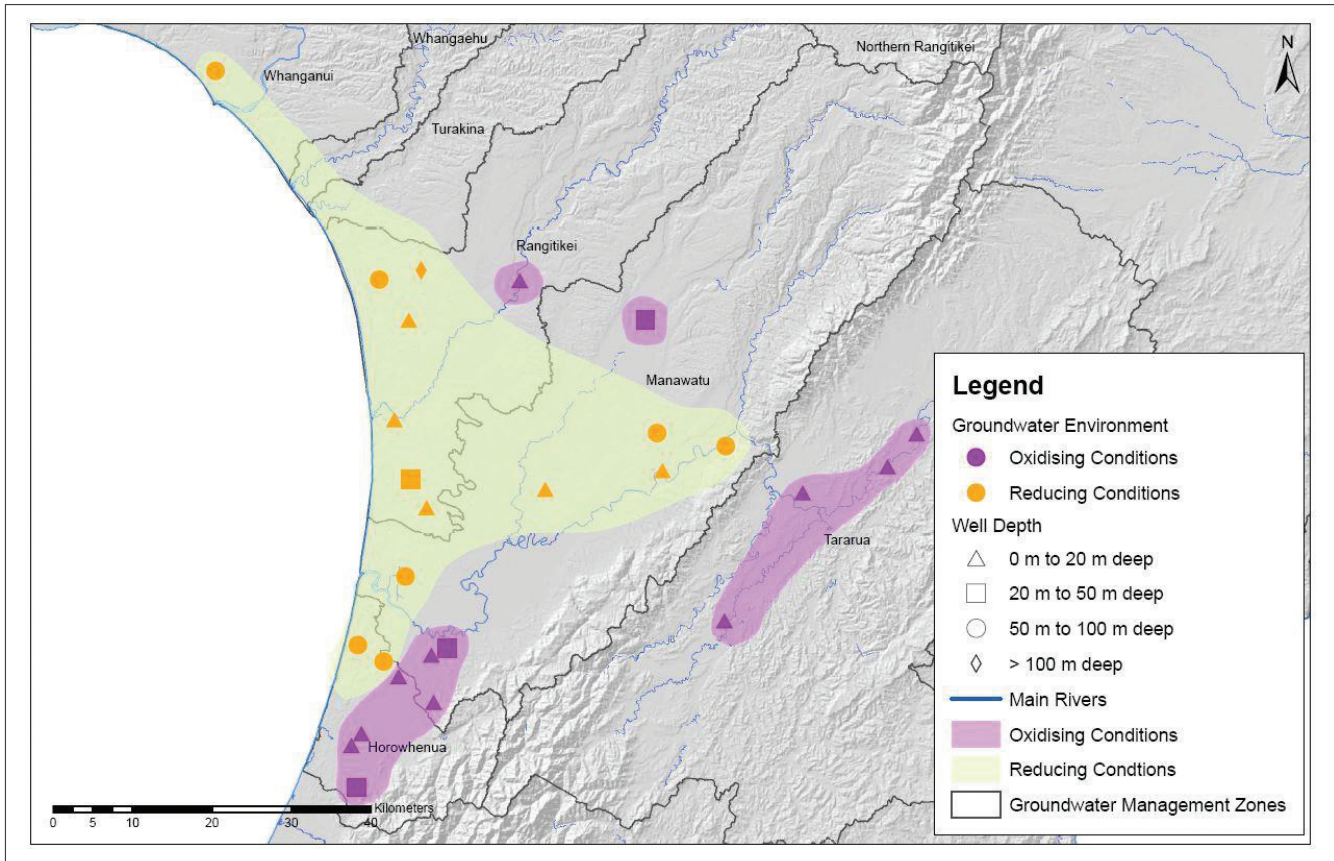 Whangaehu
Northern Rangitikei
N
Whanganui
Turakina
Rangitikei
Manawatu
Tararua
Horowhenua
Kilometers
0 5 10 20 30 40
Legend
Groundwater Environment
Oxidising Conditions
Reducing Conditions
Well Depth
0 m to 20 m deep
20 m to 50 m deep
50 m to 100 m deep
> 100 m deep
Main Rivers
Oxidising Conditions
Reducing Condtions
Groundwater Management Zones